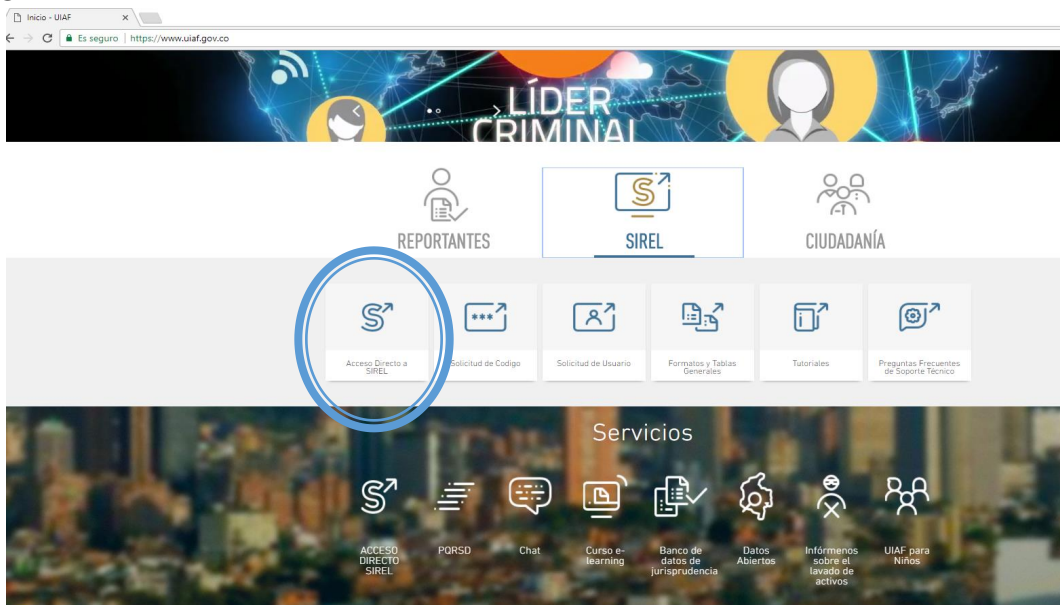 Inicio - UIAF
Es seguro | https://www.uiaf.gov.co
LÍDER
CRIMINAL
REPORTANTES
SIREL
CIUDADANÍA
Acceso Directo a
SIREL
Solicitud de Codigo
Solicitud de Usuario
Formatos y Tablas
Generales
Tutoriales
Preguntas Frecuentes
de Soporte Técnico
Servicios
ACCESO
DIRECTO
SIREL
PQRSD
Chat
Curso e-
learning
Banco de
datos de
jurisprudencia
Datos
Abiertos
Infórmenos
sobre el
lavado de
activos
UIAF para
Niños